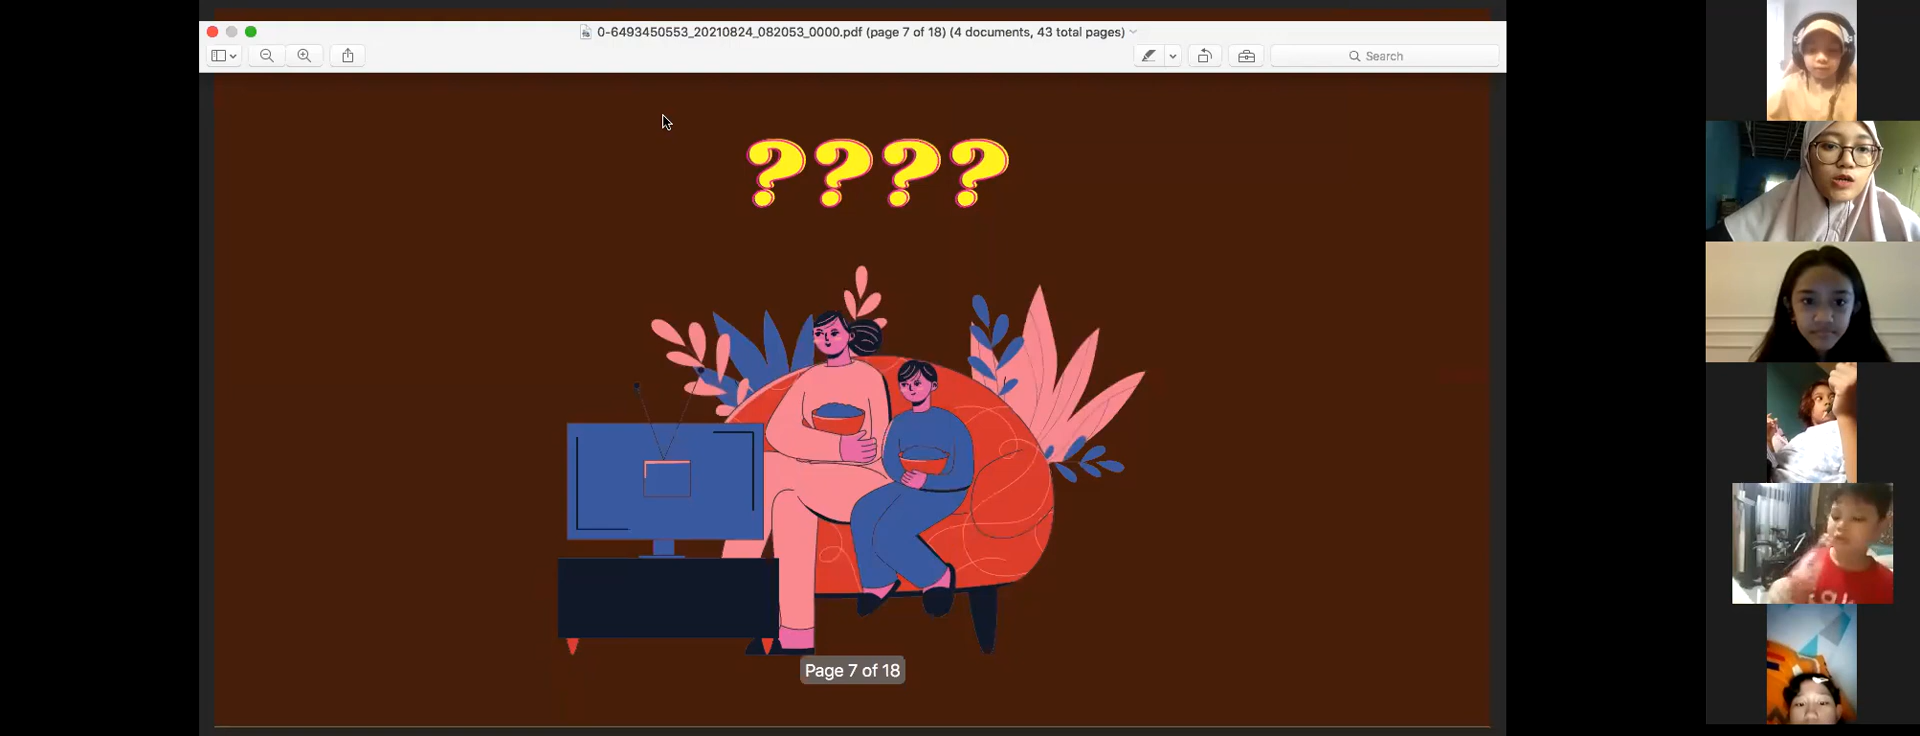 0-6493450553_20210824_082053_0000.pdf (page 7 of 18) (4 documents, 43 total pages)
Search
????
Page 7 of 18